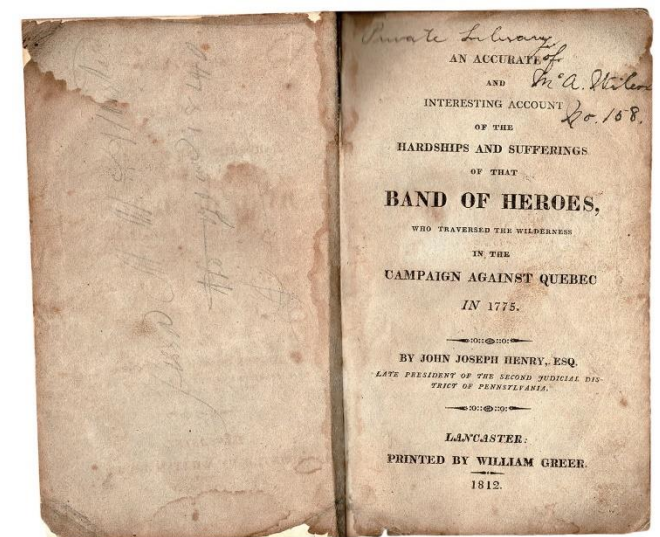 Private Library
of
AN ACCURATE
AND
INTERESTING ACCOUNT
No. 158.
OF THE
HARDSHIPS AND SUFFERINGS
OF THAT
BAND OF HEROES,
WHO TRAVERSED THE WILDERNESS
IN THE
CAMPAIGN AGAINST QUEBEC
IN 1775.
BY JOHN JOSEPH HENRY, ESQ.
LATE PRESIDENT OF THE SECOND JUDICIAL DIS-
TRICT OF PENNSYLVANIA.
LANCASTER:
PRINTED BY WILLIAM GREER.
1812.